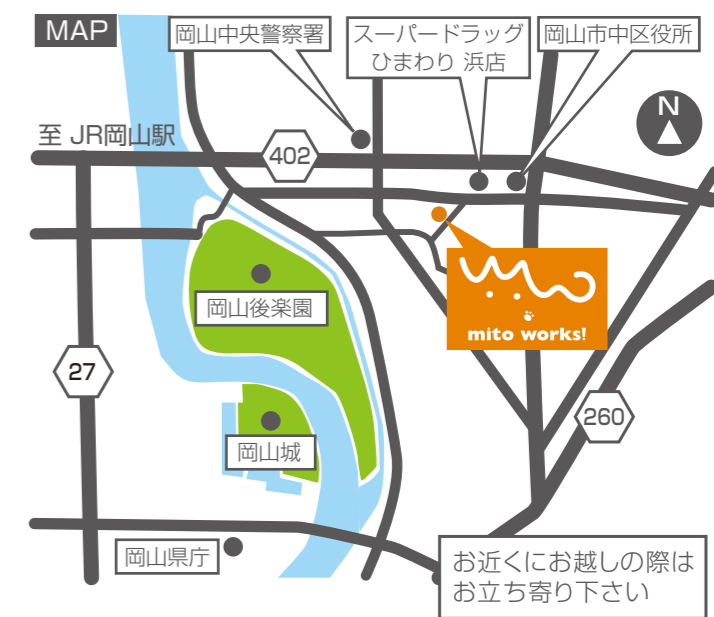 MAP
岡山中央警察署
スーパードラッグ
ひまわり 浜店
岡山市中区役所
N
至 JR岡山駅
402
岡山後楽園
mito works!
27
260
岡山城
岡山県庁
お近くにお越しの際は
お立ち寄り下さい